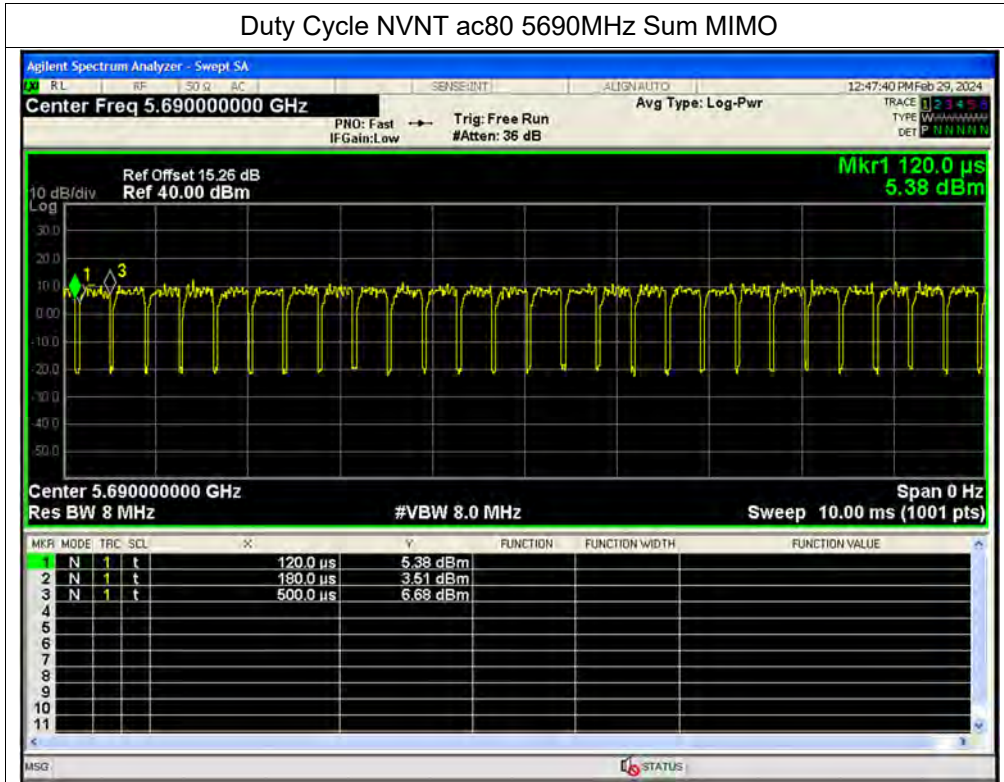 Duty Cycle NVNT ac80 5690MHz Sum MIMO
Agilent Spectrum Analyzer - Swept SA
RL RF 50 Ω AC SENSE:INT ALIGNAUTO 12:47:40 PM Feb 29, 2024
Center Freq 5.690000000 GHz Avg Type: Log-Pwr TRACE 1 2 3 4 5 6
PNO: Fast Trig: Free Run TYPE W
IFGain:Low #Atten: 36 dB DET P N N N N N
Mkr1 120.0 µs
5.38 dBm
Ref Offset 15.26 dB
10 dB/div Ref 40.00 dBm
Log
30.0
20.0
10.0
0.00
-10.0
-20.0
-30.0
-40.0
-50.0
1 3
Center 5.690000000 GHz Span 0 Hz
Res BW 8 MHz #VBW 8.0 MHz Sweep 10.00 ms (1001 pts)
MKR MODE TRC SCL X Y FUNCTION FUNCTION WIDTH FUNCTION VALUE
1 N 1 t 120.0 µs 5.38 dBm
2 N 1 t 180.0 µs 3.51 dBm
3 N 1 t 500.0 µs 6.68 dBm
4
5
6
7
8
9
10
11
MSG STATUS